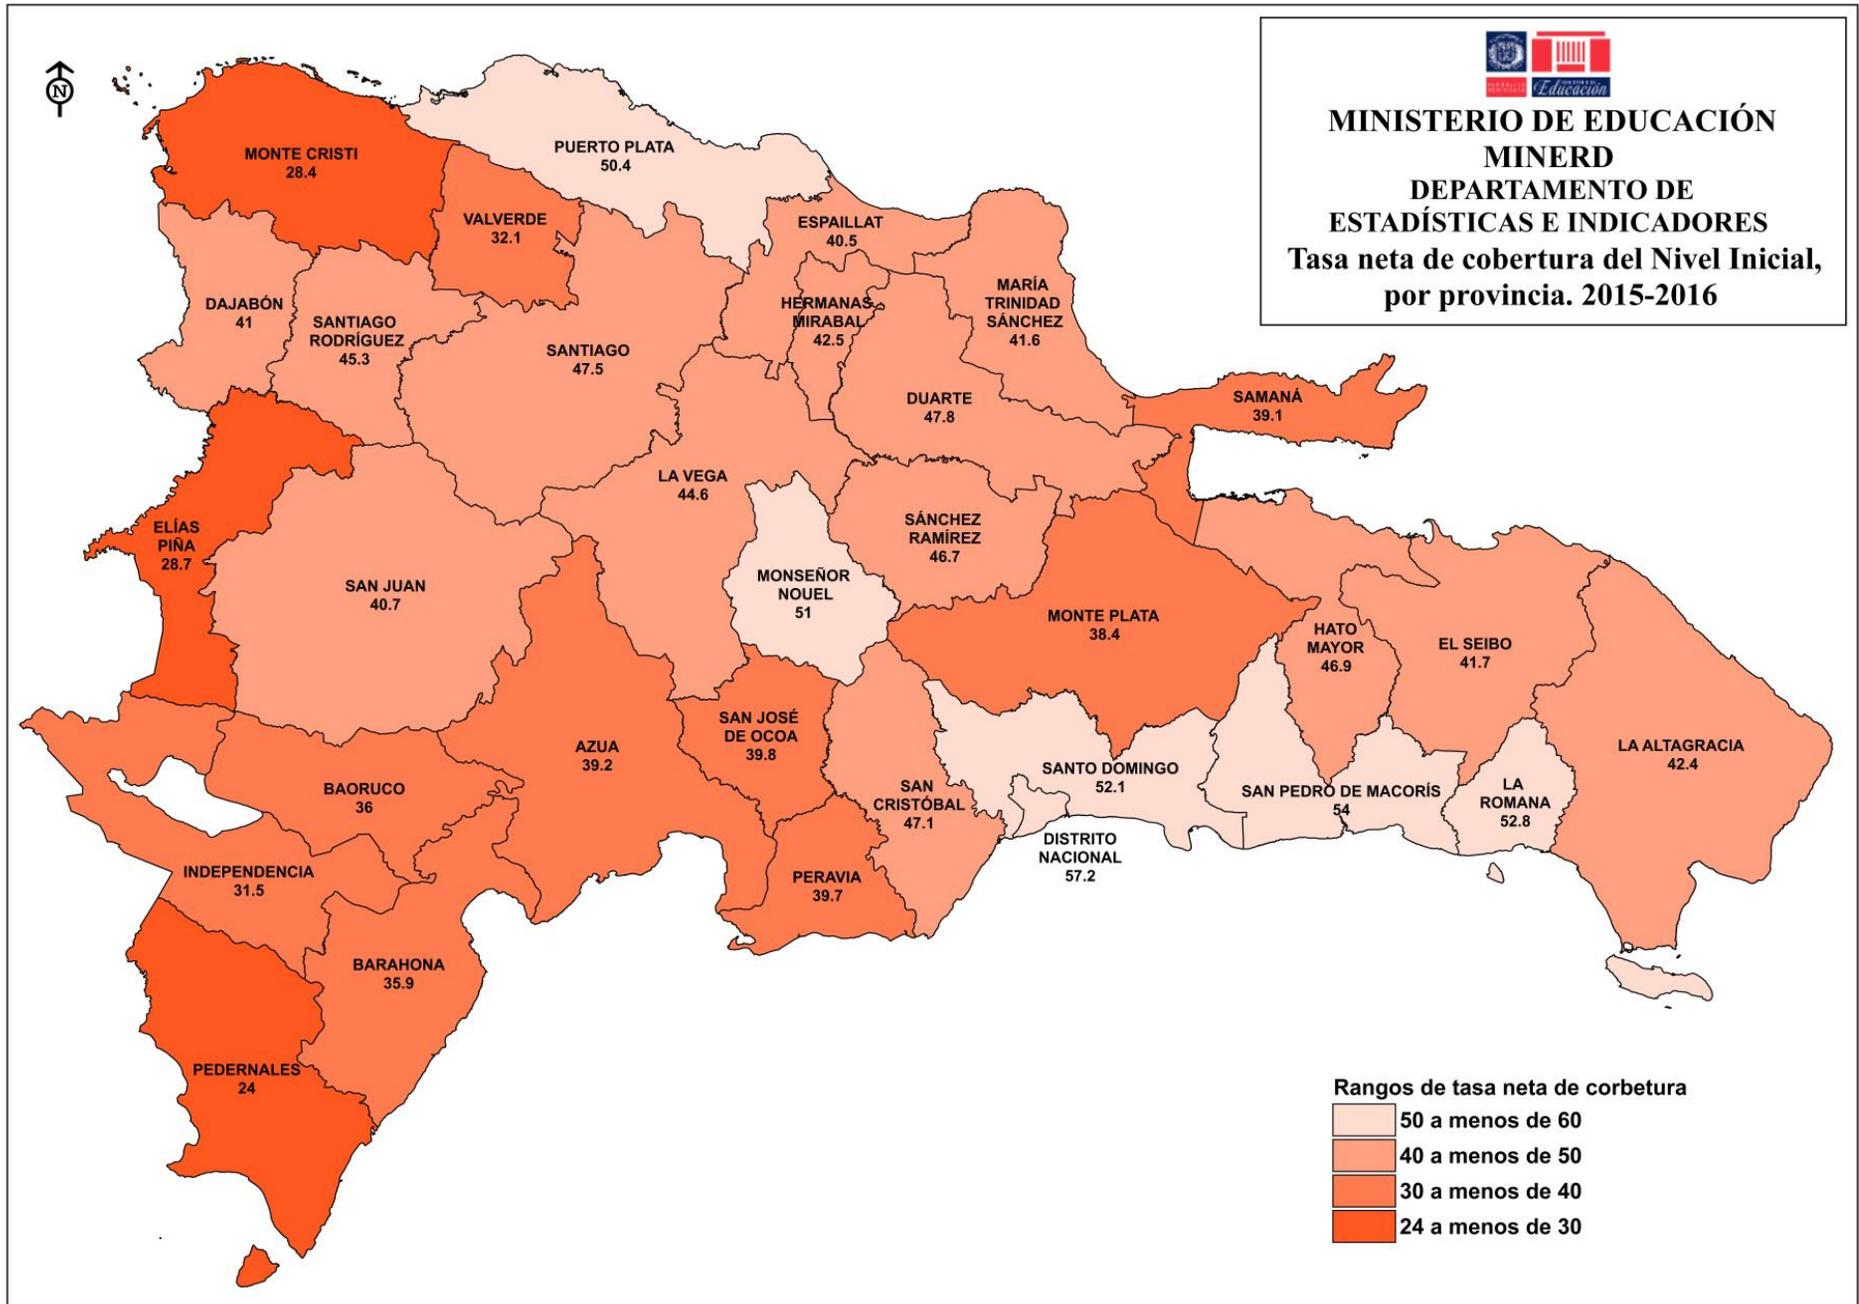 N
Educación
MINISTERIO DE EDUCACIÓN
MINERD
DEPARTAMENTO DE
ESTADÍSTICAS E INDICADORES
Tasa neta de cobertura del Nivel Inicial,
por provincia. 2015-2016
MONTE CRISTI
28.4
PUERTO PLATA
50.4
VALVERDE
32.1
ESPAILLAT
40.5
DAJABÓN
41
SANTIAGO
RODRÍGUEZ
45.3
SANTIAGO
47.5
HERMANAS
MIRABAL
42.5
MARÍA
TRINIDAD
SÁNCHEZ
41.6
DUARTE
47.8
SAMANÁ
39.1
LA VEGA
44.6
ELÍAS
PIÑA
28.7
SAN JUAN
40.7
SÁNCHEZ
RAMÍREZ
46.7
MONSEÑOR
NOUEL
51
MONTE PLATA
38.4
HATO
MAYOR
46.9
EL SEIBO
41.7
LA ALTAGRACIA
42.4
SAN JOSÉ
DE OCOA
39.8
AZUA
39.2
BAORUCO
36
SAN
CRISTÓBAL
47.1
SANTO DOMINGO
52.1
SAN PEDRO DE MACORÍS
54
LA
ROMANA
52.8
DISTRITO
NACIONAL
57.2
INDEPENDENCIA
31.5
PERAVIA
39.7
BARAHONA
35.9
PEDERNALES
24
Rangos de tasa neta de corbetura
50 a menos de 60
40 a menos de 50
30 a menos de 40
24 a menos de 30